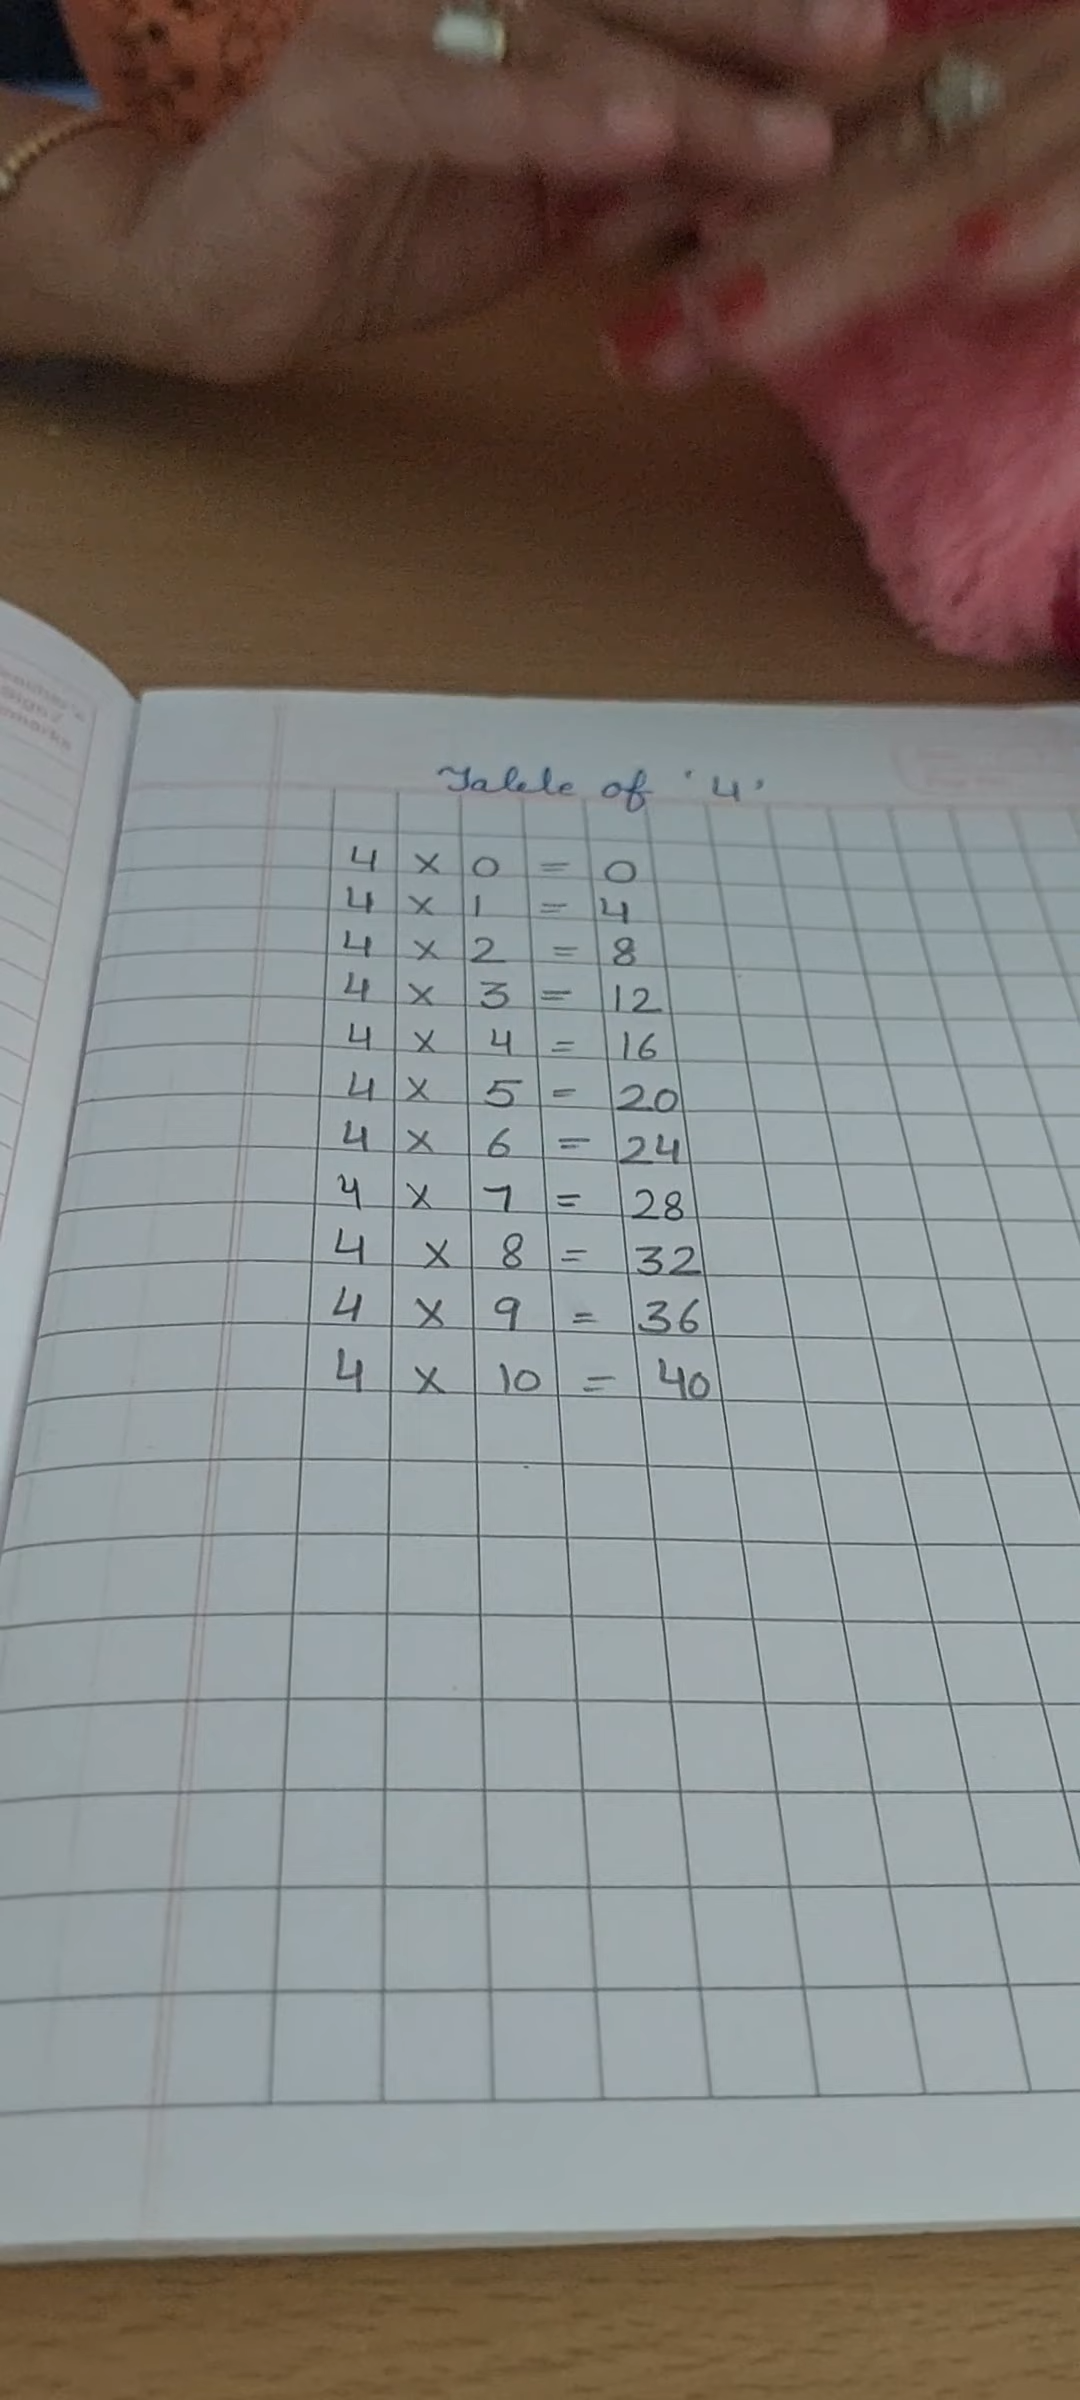 Table of '4'
4 × 0 = 0
4 × 1 = 4
4 × 2 = 8
4 × 3 = 12
4 × 4 = 16
4 × 5 = 20
4 × 6 = 24
4 × 7 = 28
4 × 8 = 32
4 × 9 = 36
4 × 10 = 40